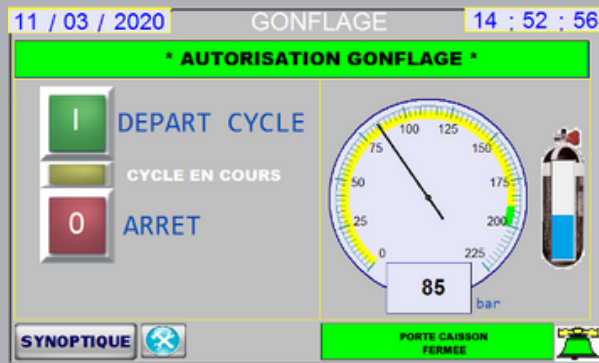 11 / 03 / 2020 GONFLAGE 14 : 52 : 56
* AUTORISATION GONFLAGE *
I DEPART CYCLE
CYCLE EN COURS
0 ARRET
0
25
50
75
100
125
150
175
200
225
85
bar
SYNOPTIQUE
PORTE CAISSON
FERMEE